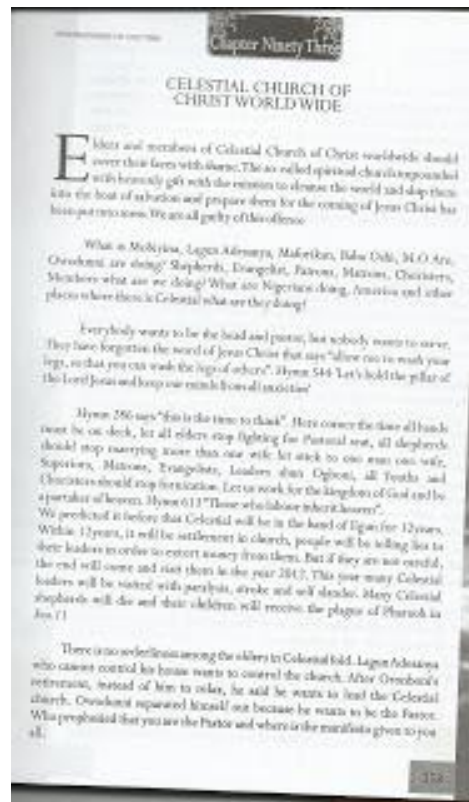 Chapter Ninety Three
CELESTIAL CHURCH OF
CHRIST WORLD WIDE
Elders and members of Celestial Church of Christ worldwide should
cover their faces with shame. The so called spiritual church impounded
with heavenly gift with the mission to cleanse the world and ship them
into the boat of salvation and prepare them for the coming of Jesus Christ has
been put into. We are all guilty of this offence
What is Mobiyina, Lagun Adesanya, Maforikan, Baba Oshi, M.O Aro,
Owodunni are doing? Shepherds, Evangelist, Patrons, Matrons, Choristers,
Members what are we doing? What are Nigerians doing, America and other
places where there is Celestial what are they doing?
Everybody wants to be the head and pastor, but nobody wants to serve.
They have forgotten the word of Jesus Christ that says "allow me to wash your
legs, so that you can wash the legs of others". Hymn 544 'Let's hold the pillar of
the Lord Jesus and keep our minds from all anxieties'
Hymn 286 says "this is the time to think". Here comes the time all hands
must be on deck, let all elders stop fighting for Pastoral seat, all shepherds
should stop marrying more than one wife let stick to one man one wife,
Superiors, Matrons, Evangelists, Leaders shun Ogboni, all Youths and
Choristers should stop fornication. Let us work for the kingdom of God and be
a partaker of heaven. Hymn 613 "Those who labour inherit heaven".
We predicted it before that Celestial will be in the hand of Egun for 12years.
Within 12years, it will be settlement in church, people will be telling lies to
their leaders in order to extort money from them. But if they are not careful,
the end will come and start them in the year 2017. This year many Celestial
leaders will be visited with paralysis, stroke and self slander. Many Celestial
shepherds will die and their children will receive the plague of Pharaoh in
There is no orderliness among the elders in Celestial fold. Lagun Adesanya
who cannot control his house wants to control the church. After
retirement, instead of him to relax, he said he wants to lead the Celestial
church. Owodunni separated himself out because he wants to be the Pastor.
Who prophesied that you are the Pastor and where is the manifesto given to you
all.